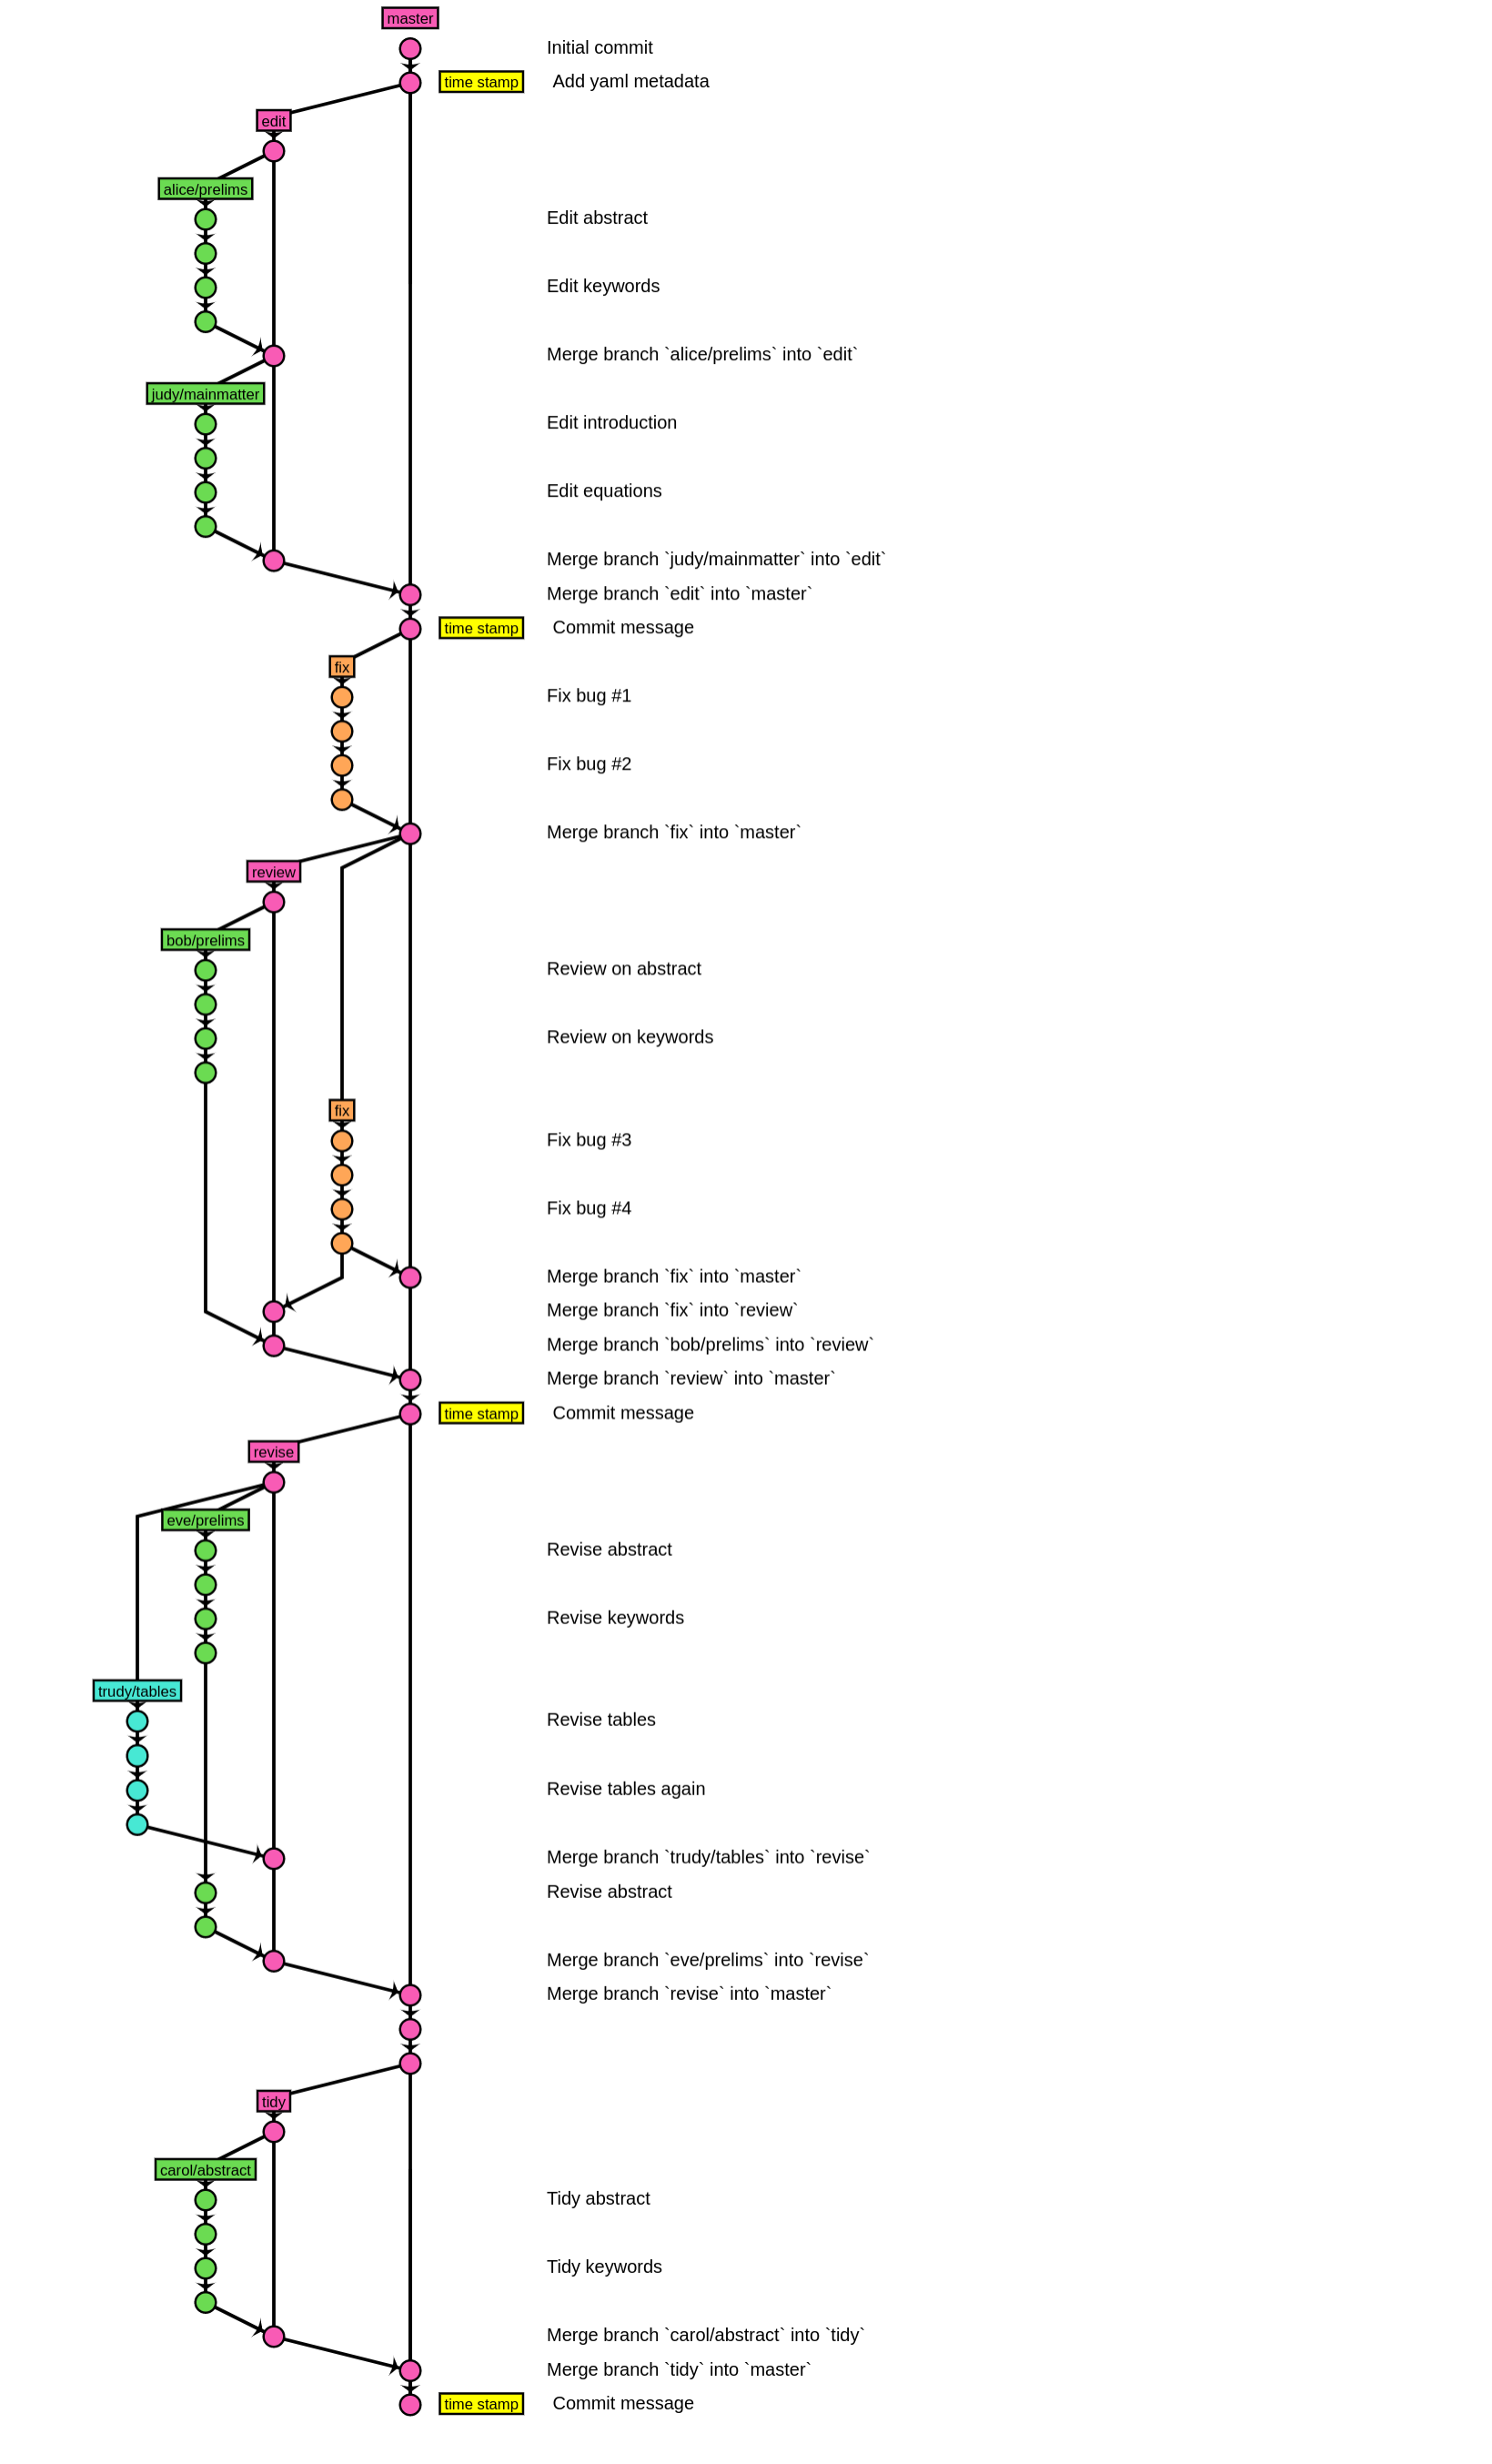 master
Initial commit
time stamp Add yaml metadata
edit
alice/prelims
Edit abstract
Edit keywords
Merge branch `alice/prelims` into `edit`
judy/mainmatter
Edit introduction
Edit equations
Merge branch `judy/mainmatter` into `edit`
Merge branch `edit` into `master`
time stamp Commit message
fix
Fix bug #1
Fix bug #2
Merge branch `fix` into `master`
review
bob/prelims
Review on abstract
Review on keywords
fix
Fix bug #3
Fix bug #4
Merge branch `fix` into `master`
Merge branch `fix` into `review`
Merge branch `bob/prelims` into `review`
Merge branch `review` into `master`
time stamp Commit message
revise
eve/prelims
Revise abstract
Revise keywords
trudy/tables
Revise tables
Revise tables again
Merge branch `trudy/tables` into `revise`
Revise abstract
Merge branch `eve/prelims` into `revise`
Merge branch `revise` into `master`
tidy
carol/abstract
Tidy abstract
Tidy keywords
Merge branch `carol/abstract` into `tidy`
Merge branch `tidy` into `master`
time stamp Commit message